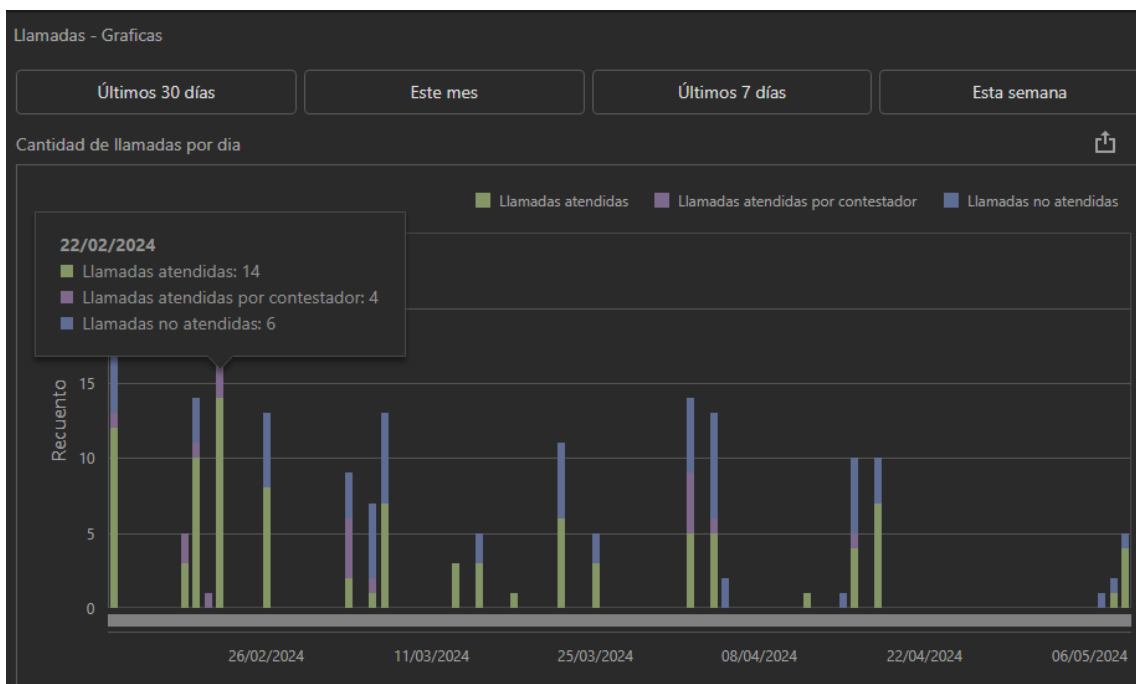 Llamadas - Graficas
Últimos 30 días
Este mes
Últimos 7 días
Esta semana
Cantidad de llamadas por dia
Llamadas atendidas
Llamadas atendidas por contestador
Llamadas no atendidas
22/02/2024
Llamadas atendidas: 14
Llamadas atendidas por contestador: 4
Llamadas no atendidas: 6
Recuento
15
10
5
0
26/02/2024
11/03/2024
25/03/2024
08/04/2024
22/04/2024
06/05/2024